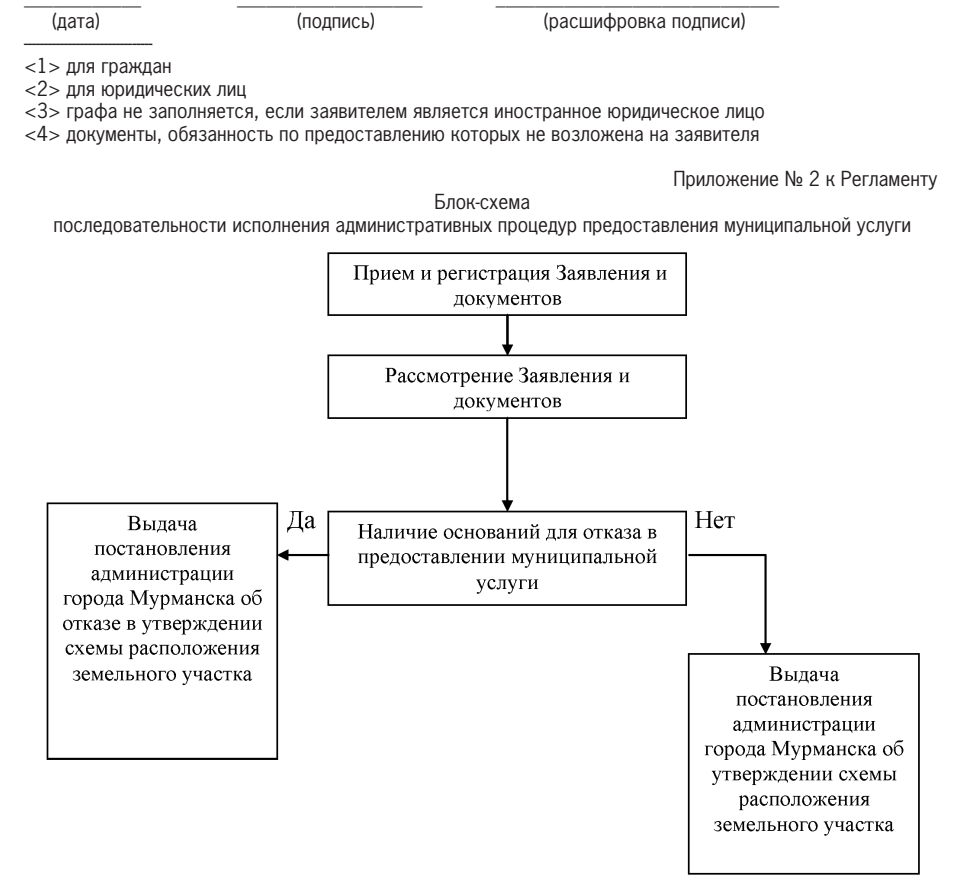 _____________ ____________________ _______________________________
(дата) (подпись) (расшифровка подписи)
--------------------------------
<1> для граждан
<2> для юридических лиц
<3> графа не заполняется, если заявителем является иностранное юридическое лицо
<4> документы, обязанность по предоставлению которых не возложена на заявителя
Приложение № 2 к Регламенту
Блок-схема
последовательности исполнения административных процедур предоставления муниципальной услуги
Прием и регистрация Заявления и
документов
Рассмотрение Заявления и
документов
Наличие оснований для отказа в
предоставлении муниципальной
услуги
Да
Нет
Выдача
постановления
администрации
города Мурманска об
отказе в утверждении
схемы расположения
земельного участка
Выдача
постановления
администрации
города Мурманска об
утверждении схемы
расположения
земельного участка